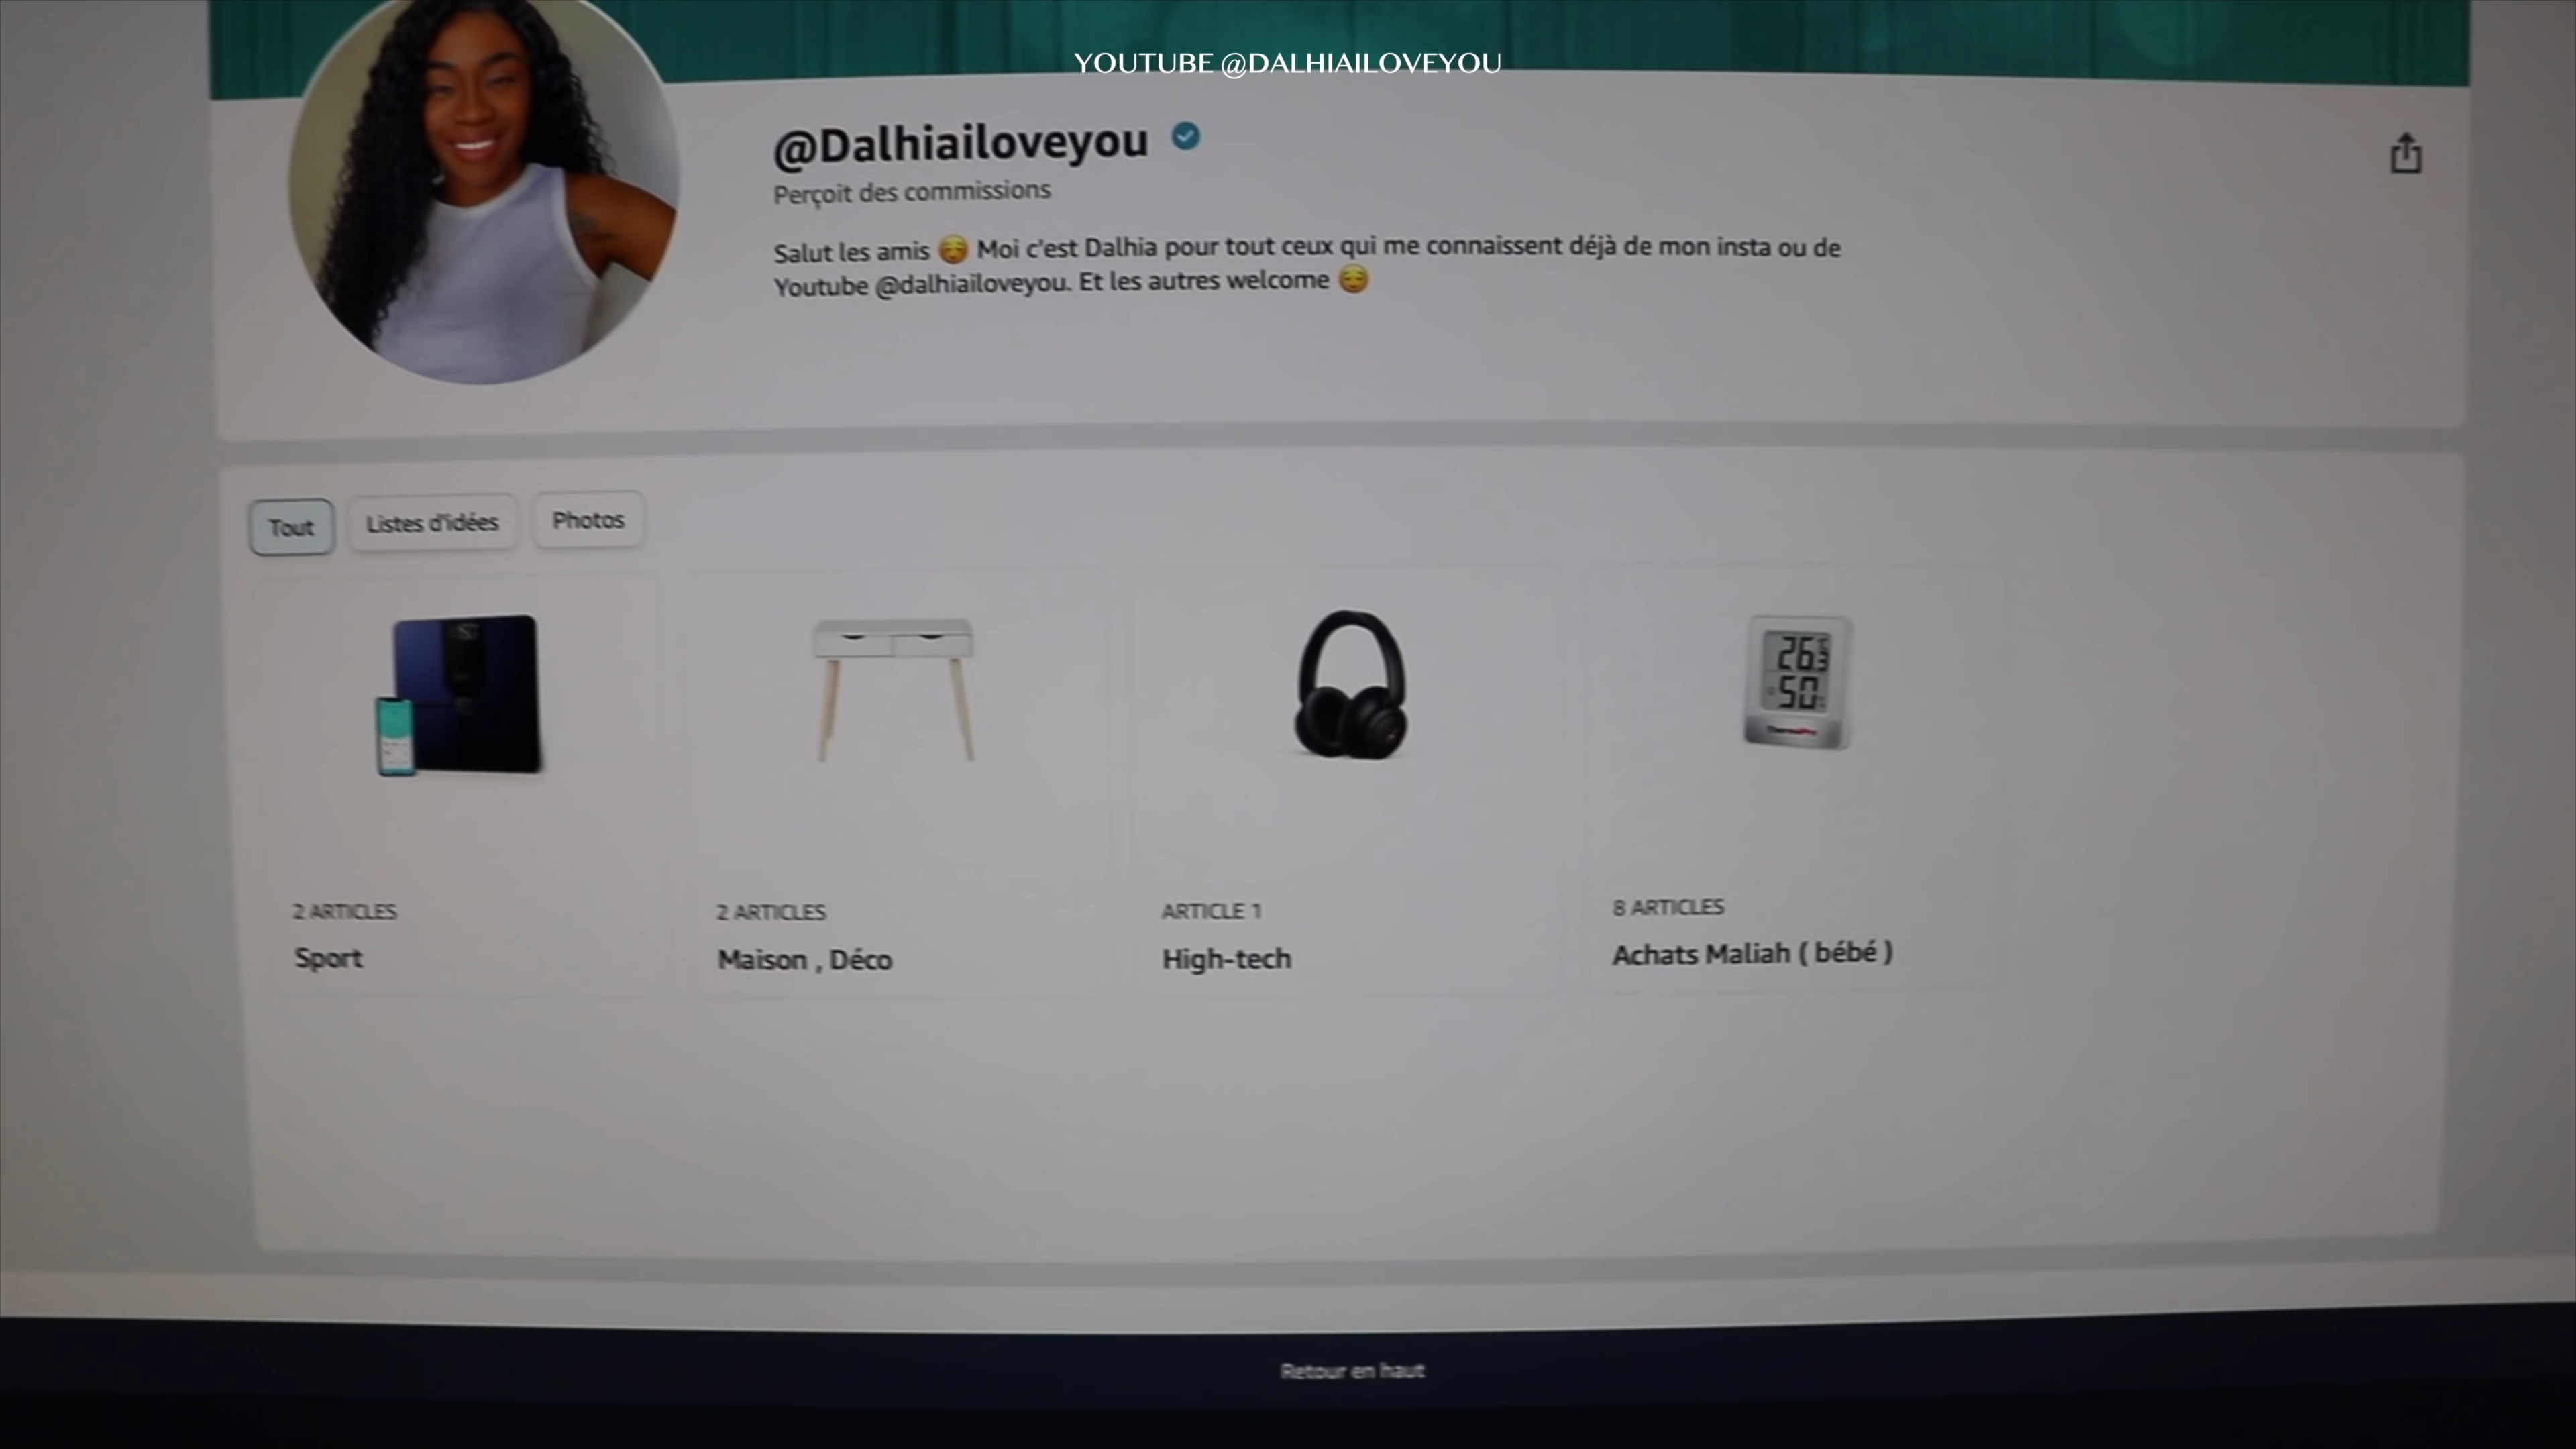 YOUTUBE @DALHIAILOVEYOU
@Dalhiailoveyou
Perçoit des commissions
Salut les amis ☺️ Moi c'est Dalhia pour tout ceux qui me connaissent déjà de mon insta ou de
Youtube @dalhiailoveyou. Et les autres welcome ☺️
Tout
Listes d'idées
Photos
26.3
50
ThermoPro
2 ARTICLES
2 ARTICLES
ARTICLE 1
8 ARTICLES
Sport
Maison , Déco
High-tech
Achats Maliah ( bébé )
Retour en haut